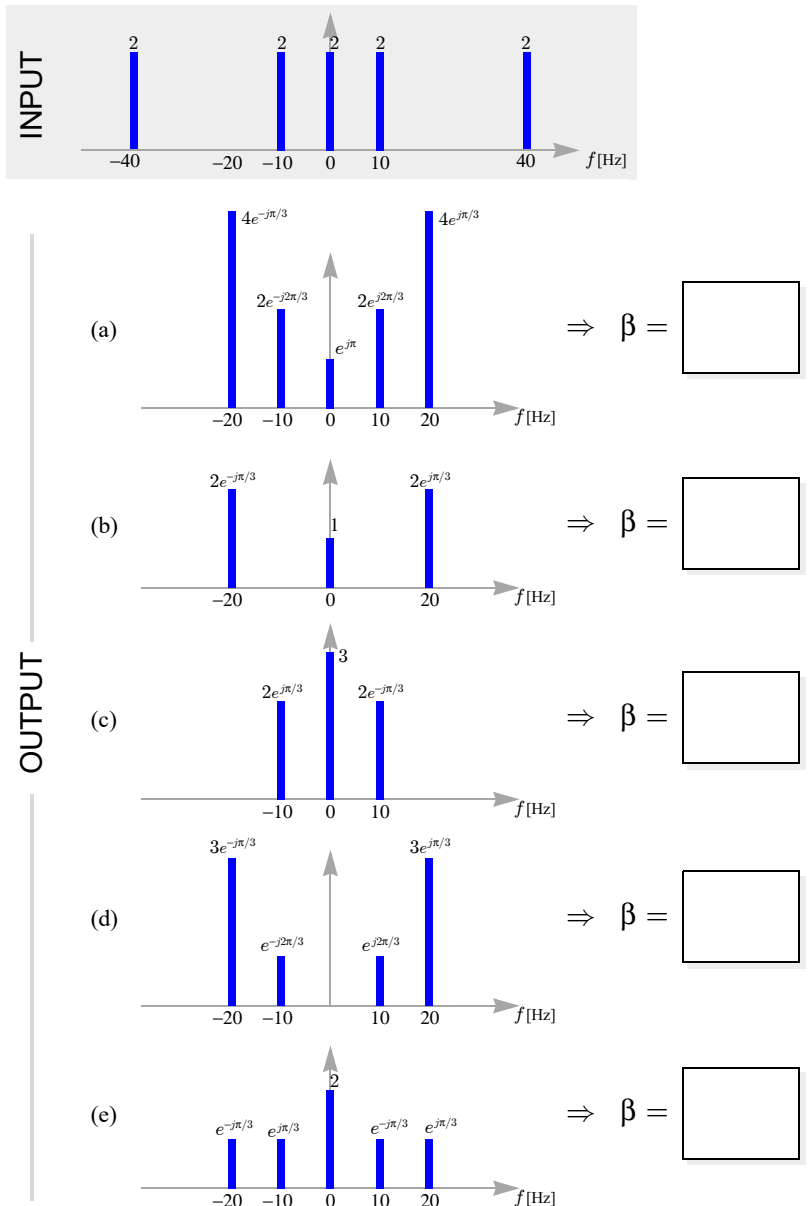 INPUT
2 2 2 2 2
−40 −20 −10 0 10 40 f[Hz]
OUTPUT
4e^{−jπ/3} 4e^{jπ/3}
2e^{−j2π/3} 2e^{j2π/3}
e^{jπ}
(a) ⇒ β =
−20 −10 0 10 20 f[Hz]
2e^{−jπ/3} 2e^{jπ/3}
1
(b) ⇒ β =
−20 0 20 f[Hz]
3
2e^{jπ/3} 2e^{−jπ/3}
(c) ⇒ β =
−10 0 10 f[Hz]
3e^{−jπ/3} 3e^{jπ/3}
e^{−j2π/3} e^{j2π/3}
(d) ⇒ β =
−20 −10 10 20 f[Hz]
2
e^{−jπ/3} e^{jπ/3} e^{−jπ/3} e^{jπ/3}
(e) ⇒ β =
−20 −10 0 10 20 f[Hz]